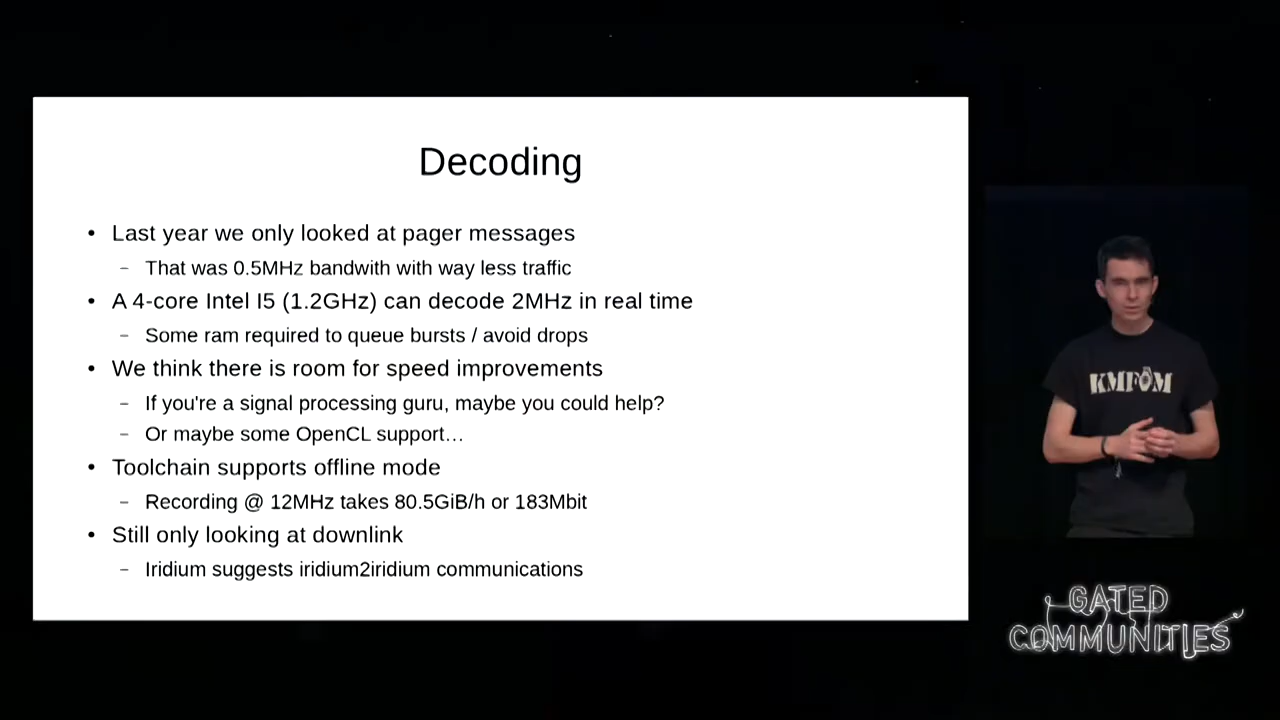 Decoding
• Last year we only looked at pager messages
– That was 0.5MHz bandwith with way less traffic
• A 4-core Intel I5 (1.2GHz) can decode 2MHz in real time
– Some ram required to queue bursts / avoid drops
• We think there is room for speed improvements
– If you're a signal processing guru, maybe you could help?
– Or maybe some OpenCL support…
• Toolchain supports offline mode
– Recording @ 12MHz takes 80.5GiB/h or 183Mbit
• Still only looking at downlink
– Iridium suggests iridium2iridium communications
KMFOM
GATED
COMMUNITIES